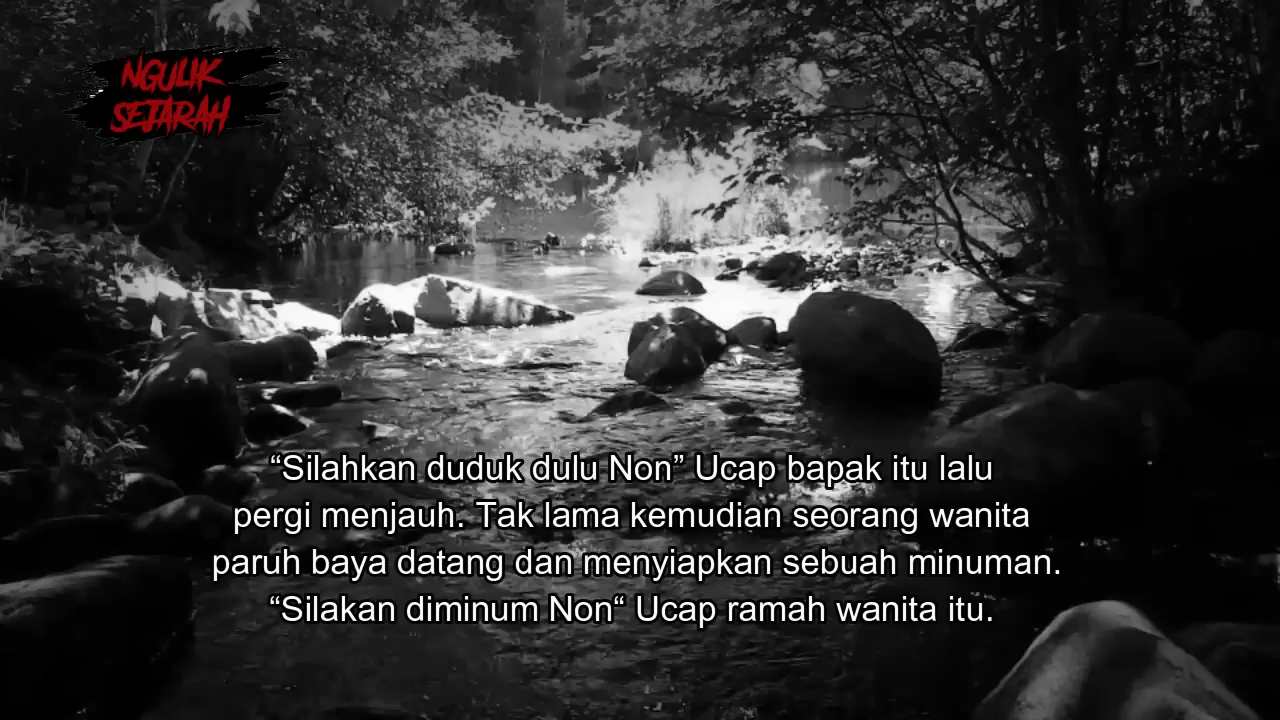 NGULIK
SEJARAH
“Silahkan duduk dulu Non” Ucap bapak itu lalu
pergi menjauh. Tak lama kemudian seorang wanita
paruh baya datang dan menyiapkan sebuah minuman.
“Silakan diminum Non“ Ucap ramah wanita itu.